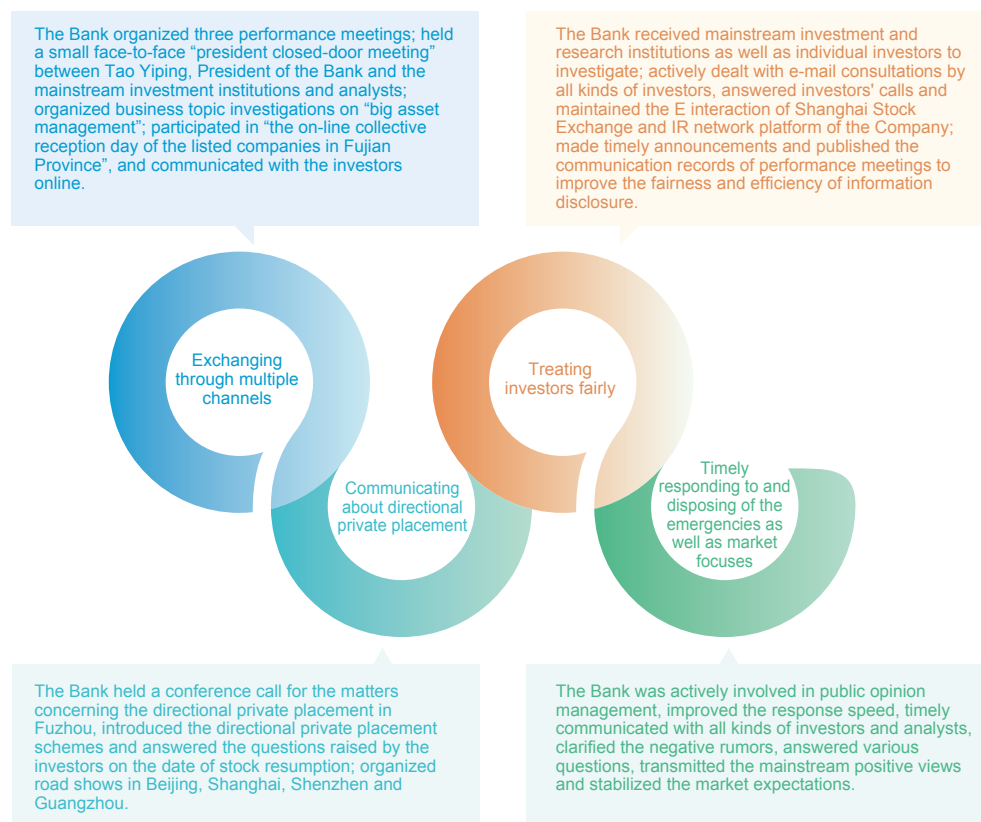 The Bank organized three performance meetings; held
a small face-to-face “president closed-door meeting”
between Tao Yiping, President of the Bank and the
mainstream investment institutions and analysts;
organized business topic investigations on “big asset
management”; participated in “the on-line collective
reception day of the listed companies in Fujian
Province”, and communicated with the investors
online.
The Bank received mainstream investment and
research institutions as well as individual investors to
investigate; actively dealt with e-mail consultations by
all kinds of investors, answered investors' calls and
maintained the E interaction of Shanghai Stock
Exchange and IR network platform of the Company;
made timely announcements and published the
communication records of performance meetings to
improve the fairness and efficiency of information
disclosure.
Exchanging
through multiple
channels
Treating
investors fairly
Communicating
about directional
private placement
Timely
responding to and
disposing of the
emergencies as
well as market
focuses
The Bank held a conference call for the matters
concerning the directional private placement in
Fuzhou, introduced the directional private placement
schemes and answered the questions raised by the
investors on the date of stock resumption; organized
road shows in Beijing, Shanghai, Shenzhen and
Guangzhou.
The Bank was actively involved in public opinion
management, improved the response speed, timely
communicated with all kinds of investors and analysts,
clarified the negative rumors, answered various
questions, transmitted the mainstream positive views
and stabilized the market expectations.